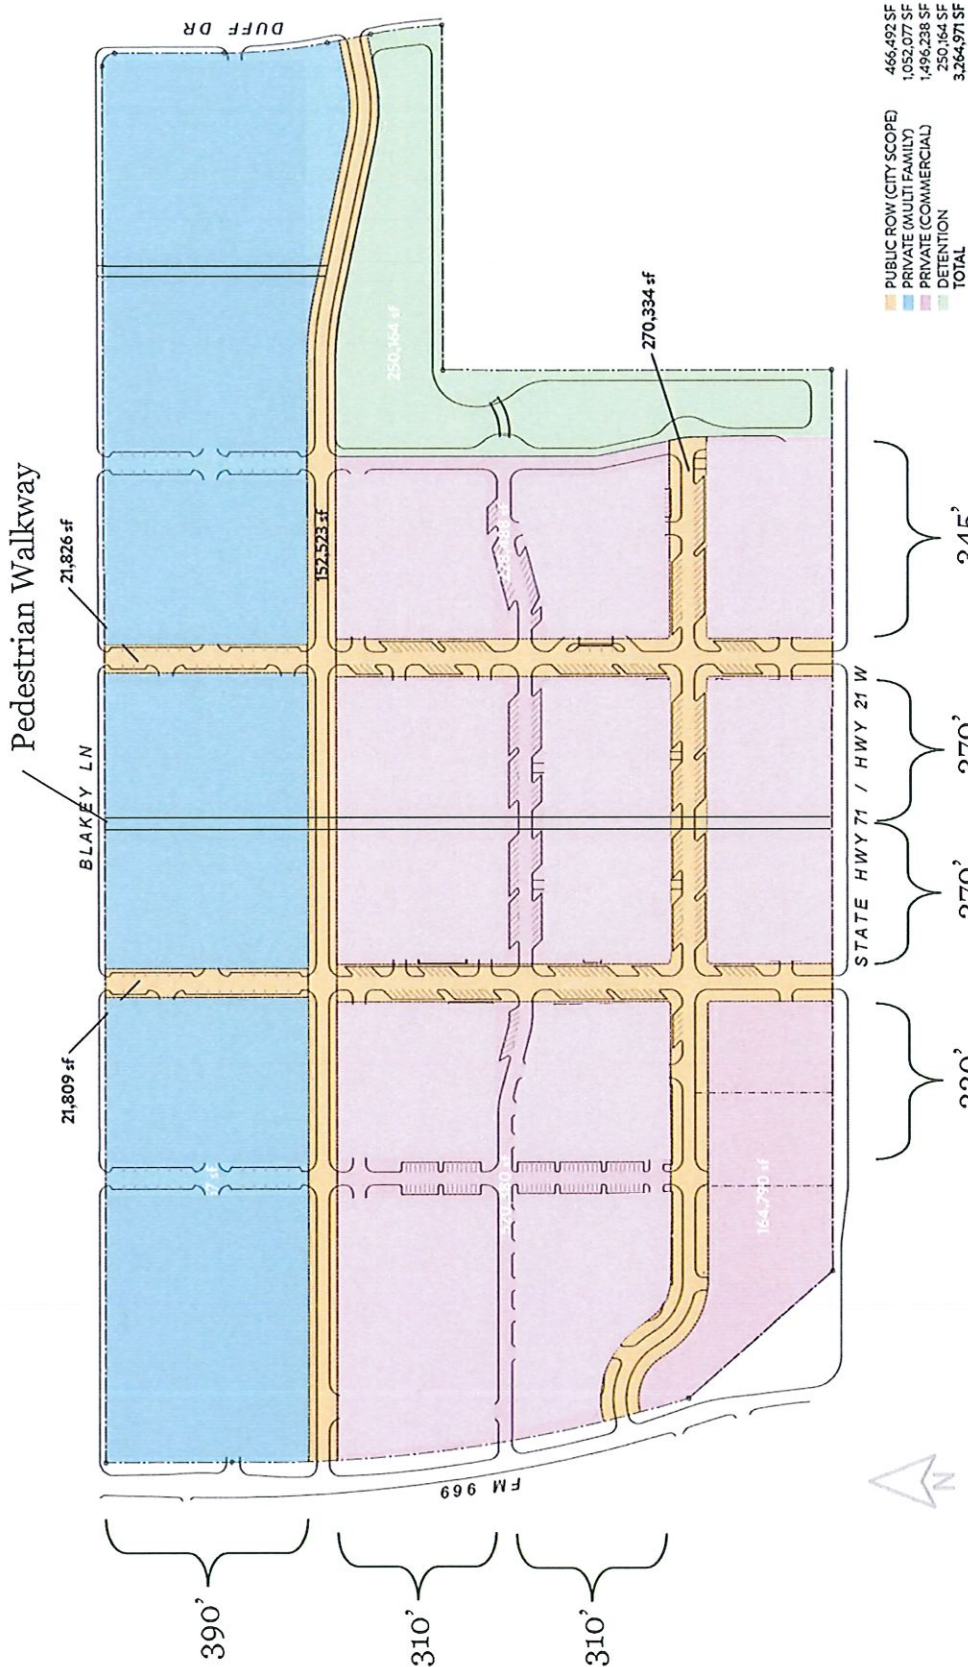 Pedestrian Walkway
DUFF DR
BLAKEY LN
21,826 sf
21,809 sf
152,523 sf
250,164 sf
270,334 sf
sf
164,790 sf
FM 969
STATE HWY 71 / HWY 21 W
390'
310'
310'
270'
270'
N
PUBLIC ROW (CITY SCOPE) 466,492 SF
PRIVATE (MULTI FAMILY) 1,052,077 SF
PRIVATE (COMMERCIAL) 1,496,238 SF
DETENTION 250,164 SF
TOTAL 3,264,971 SF